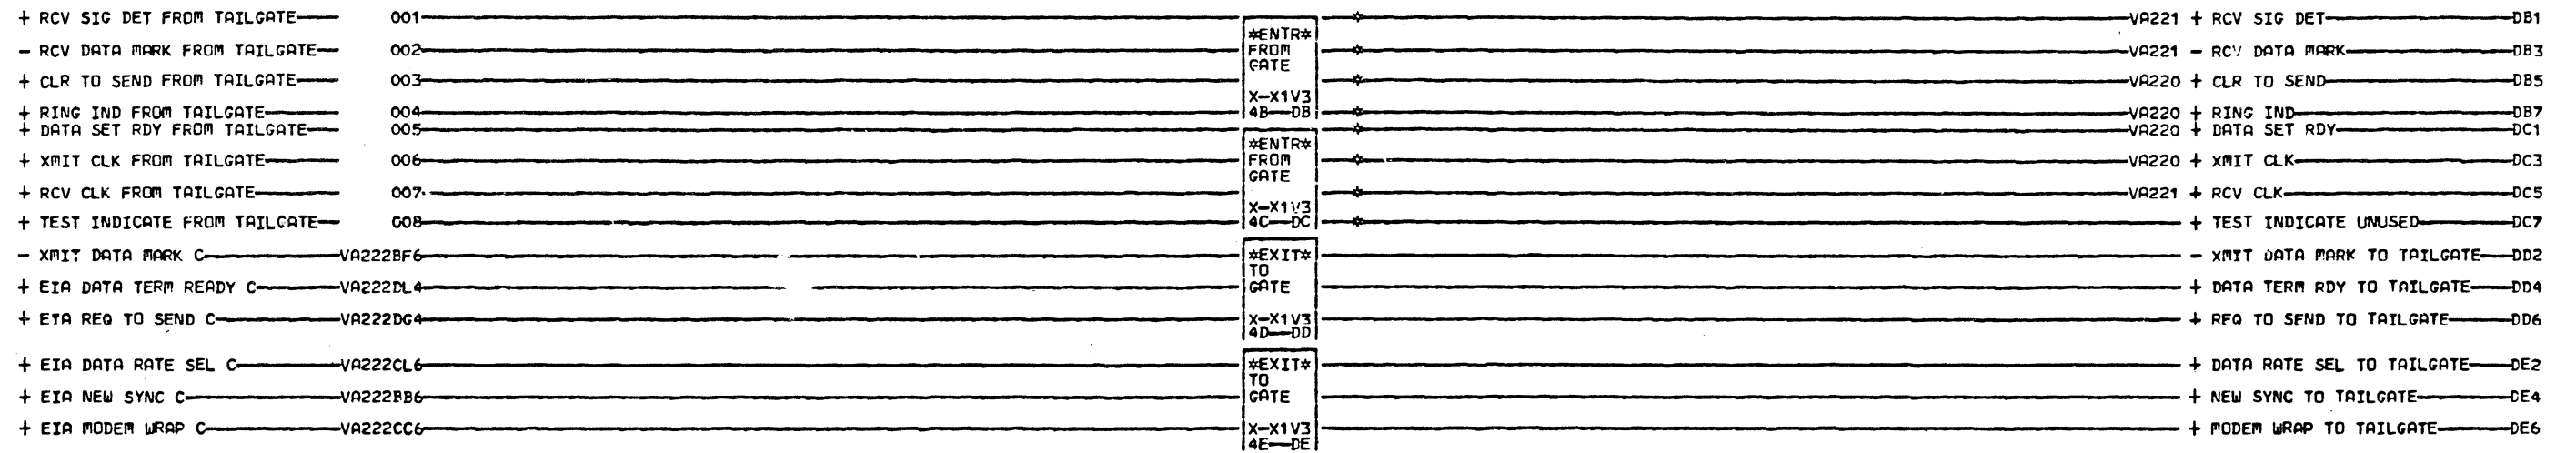 + RCV SIG DET FROM TAILGATE 001 VA221 + RCV SIG DET DB1
*ENTR*
- RCV DATA MARK FROM TAILGATE 002 FROM VA221 - RCV DATA MARK DB3
GATE
+ CLR TO SEND FROM TAILGATE 003 VA220 + CLR TO SEND DB5
X-X1V3
+ RING IND FROM TAILGATE 004 4B DB VA220 + RING IND DB7
+ DATA SET RDY FROM TAILGATE 005 VA220 + DATA SET RDY DC1
*ENTR*
+ XMIT CLK FROM TAILGATE 006 FROM VA220 + XMIT CLK DC3
GATE
+ RCV CLK FROM TAILGATE 007 VA221 + RCV CLK DC5
X-X1V3
+ TEST INDICATE FROM TAILGATE 008 4C DC + TEST INDICATE UNUSED DC7
- XMIT DATA MARK C VA222BF6 *EXIT* - XMIT DATA MARK TO TAILGATE DD2
TO
+ EIA DATA TERM READY C VA222DL4 GATE + DATA TERM RDY TO TAILGATE DD4
+ EIA REQ TO SEND C VA222DG4 X-X1V3 + REQ TO SEND TO TAILGATE DD6
4D DD
+ EIA DATA RATE SEL C VA222CL6 *EXIT* + DATA RATE SEL TO TAILGATE DE2
TO
+ EIA NEW SYNC C VA222BB6 GATE + NEW SYNC TO TAILGATE DE4
+ EIA MODEM WRAP C VA222CC6 X-X1V3 + MODEM WRAP TO TAILGATE DE6
4E DE